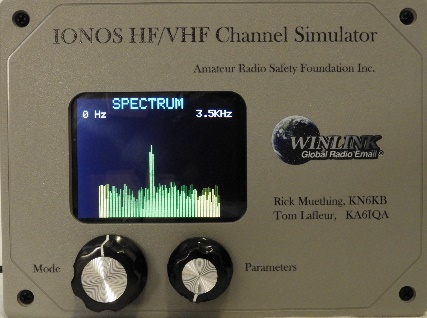 IONOS HF/VHF Channel Simulator
Amateur Radio Safety Foundation Inc.
SPECTRUM
0 Hz 3.5KHz
WINLINK
Global Radio Email
Rick Muething, KN6KB
Tom Lafleur, KA6IQA
Mode
Parameters